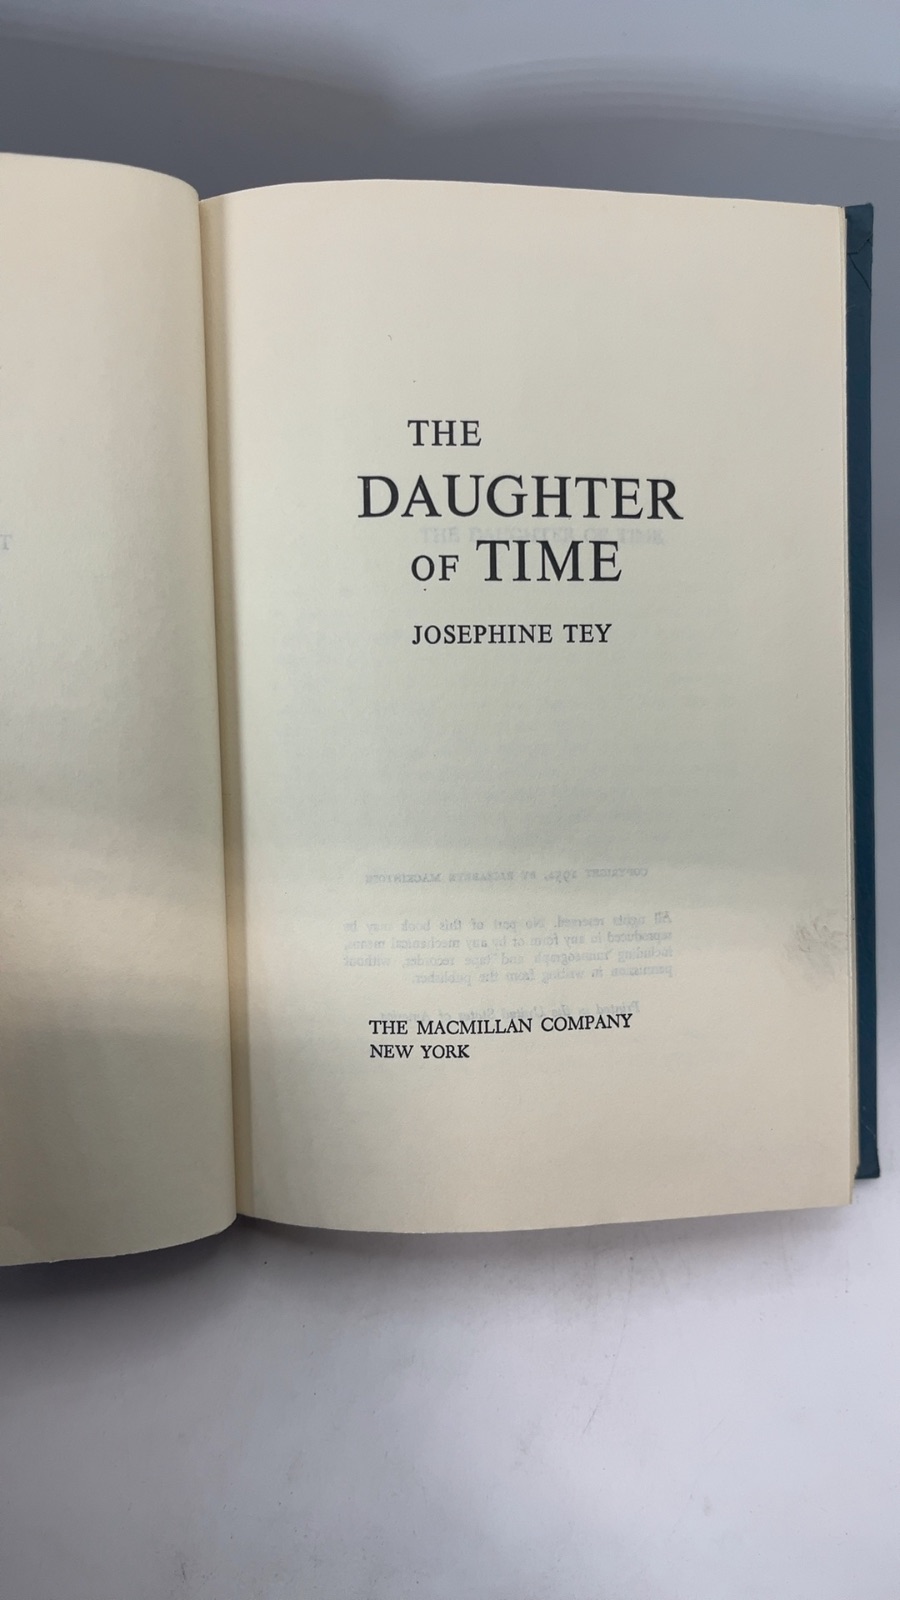 THE
DAUGHTER
OF TIME
JOSEPHINE TEY
THE MACMILLAN COMPANY
NEW YORK